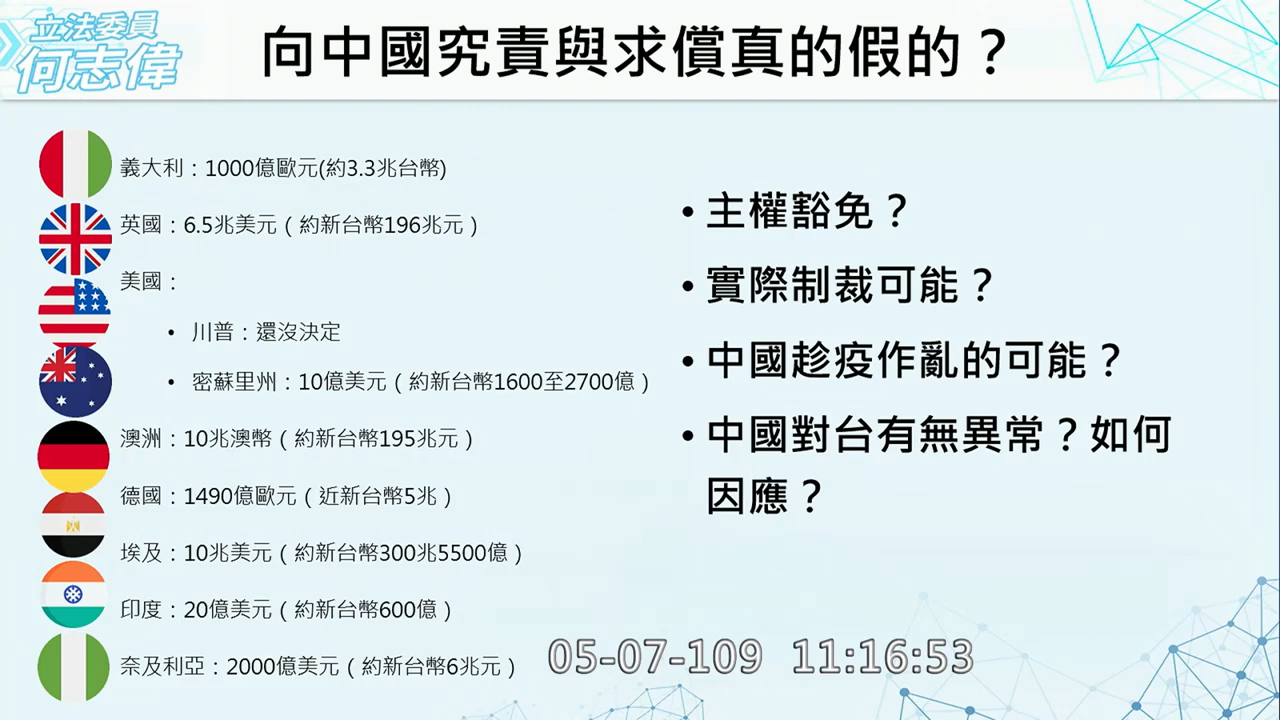 立法委員
何志偉
向中國究責與求償真的假的？
義大利：1000億歐元(約3.3兆台幣)
英國：6.5兆美元（約新台幣196兆元）
美國：
• 川普：還沒決定
• 密蘇里州：10億美元（約新台幣1600至2700億）
澳洲：10兆澳幣（約新台幣195兆元）
德國：1490億歐元（近新台幣5兆）
埃及：10兆美元（約新台幣300兆5500億）
印度：20億美元（約新台幣600億）
奈及利亞：2000億美元（約新台幣6兆元）
• 主權豁免？
• 實際制裁可能？
• 中國趁疫作亂的可能？
• 中國對台有無異常？如何
因應？
05-07-109 11:16:53